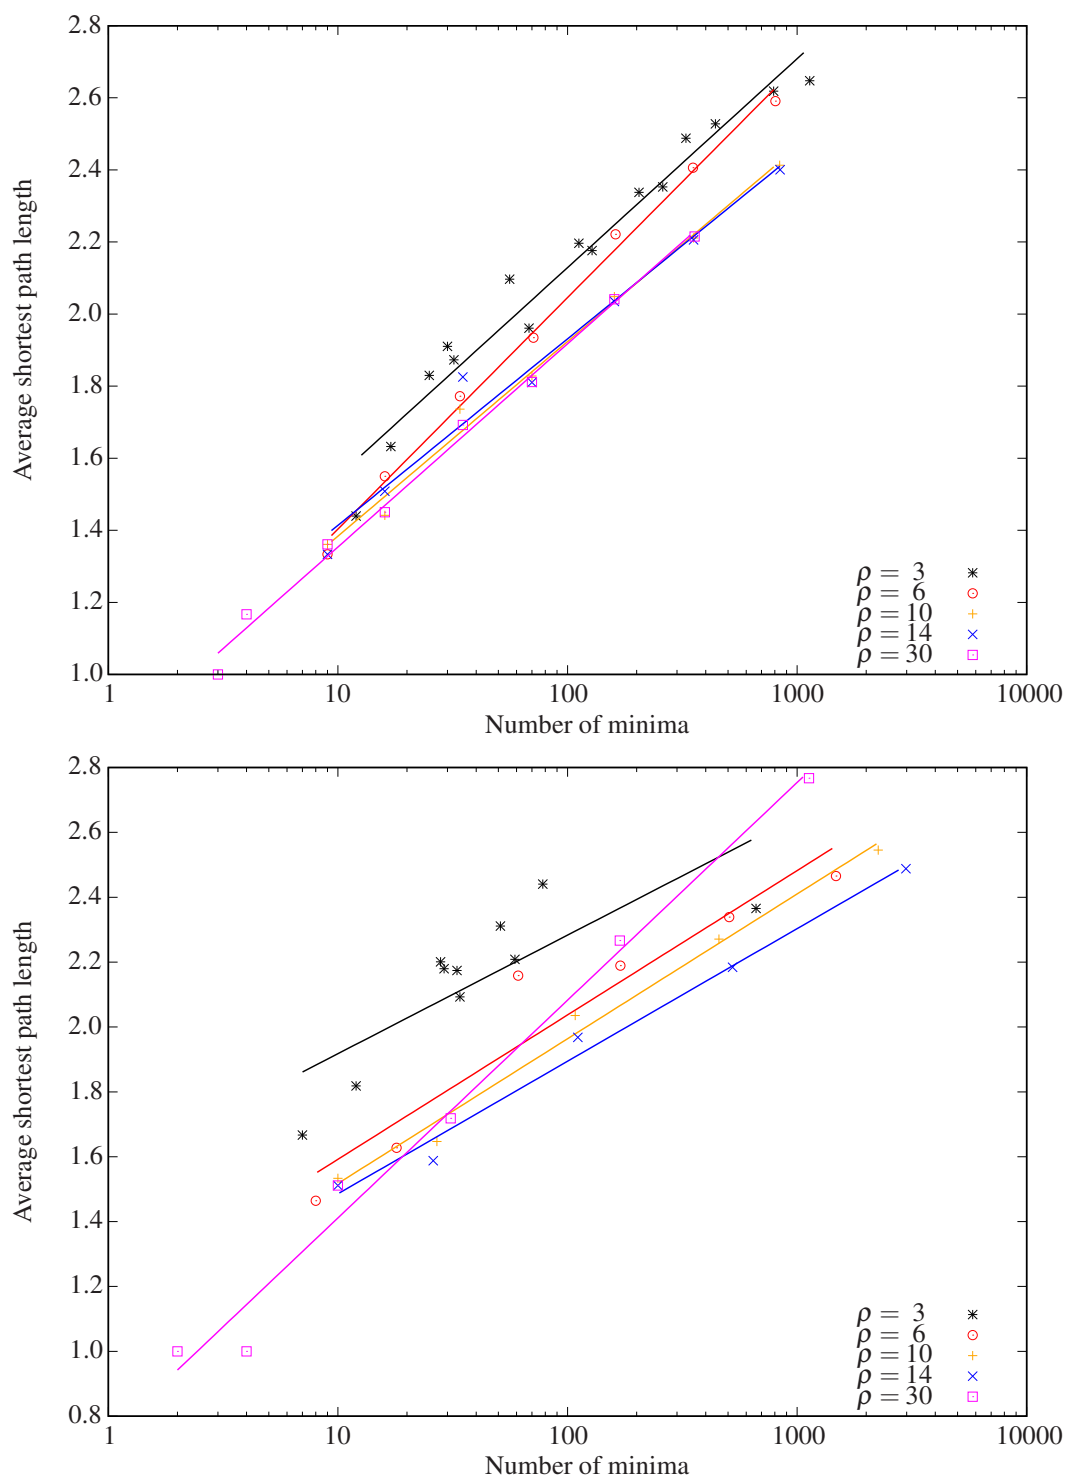 2.8
2.6
2.4
2.2
2.0
1.8
1.6
1.4
1.2
1.0
Average shortest path length
1 10 100 1000 10000
Number of minima
ρ = 3
ρ = 6
ρ = 10
ρ = 14
ρ = 30
2.8
2.6
2.4
2.2
2.0
1.8
1.6
1.4
1.2
1.0
0.8
Average shortest path length
1 10 100 1000 10000
Number of minima
ρ = 3
ρ = 6
ρ = 10
ρ = 14
ρ = 30